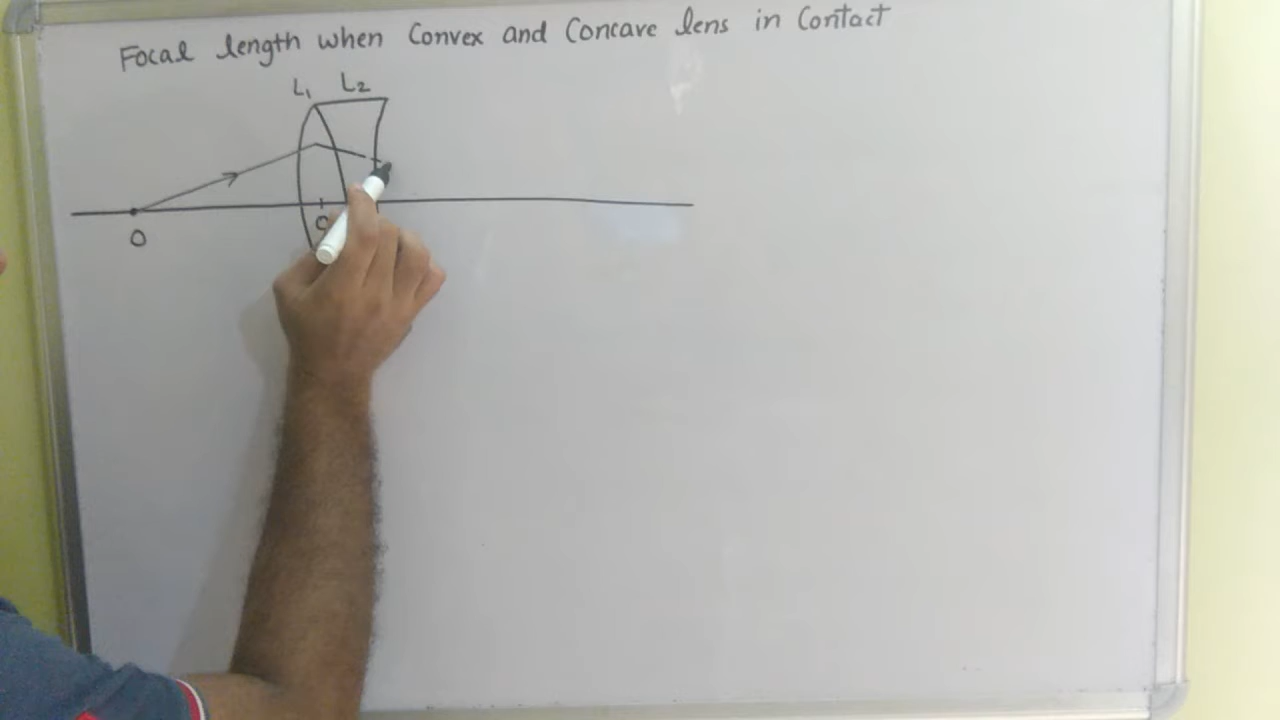 Focal length when Convex and Concave lens in Contact
L₁ L₂
O